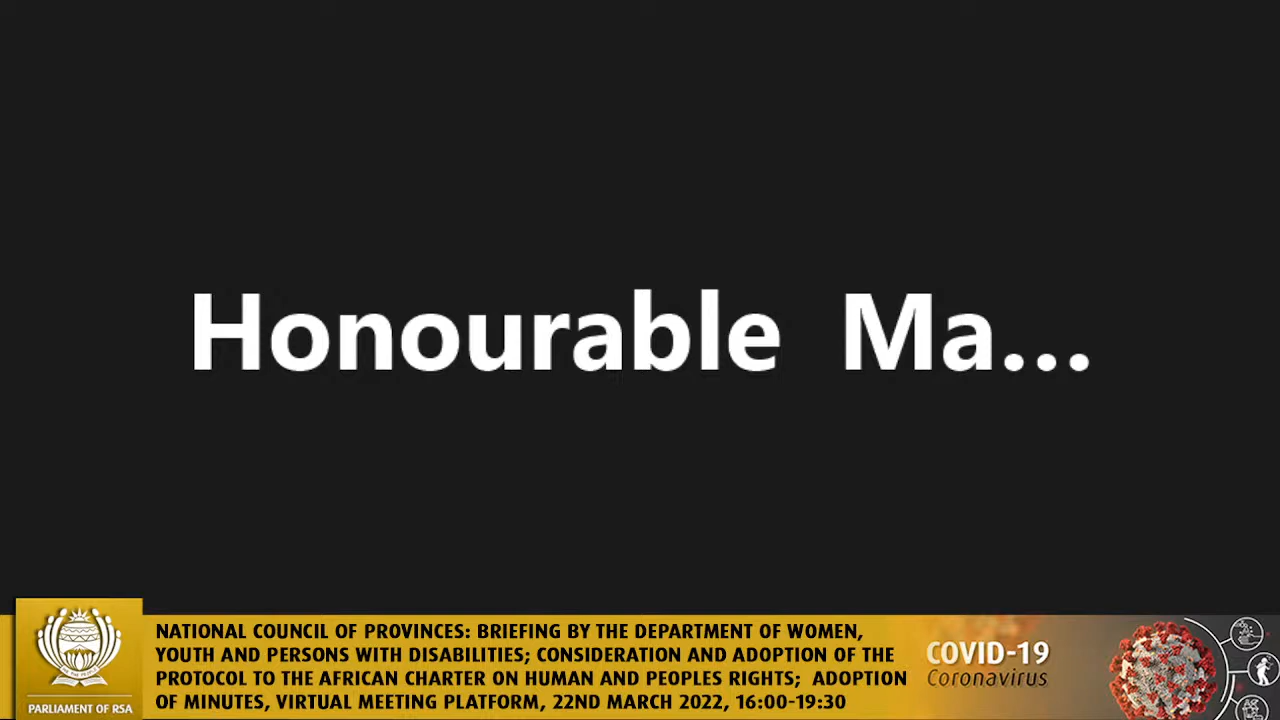 Honourable Ma...
NATIONAL COUNCIL OF PROVINCES: BRIEFING BY THE DEPARTMENT OF WOMEN,
YOUTH AND PERSONS WITH DISABILITIES; CONSIDERATION AND ADOPTION OF THE
PROTOCOL TO THE AFRICAN CHARTER ON HUMAN AND PEOPLES RIGHTS; ADOPTION
OF MINUTES, VIRTUAL MEETING PLATFORM, 22ND MARCH 2022, 16:00-19:30
PARLIAMENT OF RSA
COVID-19
Coronavirus